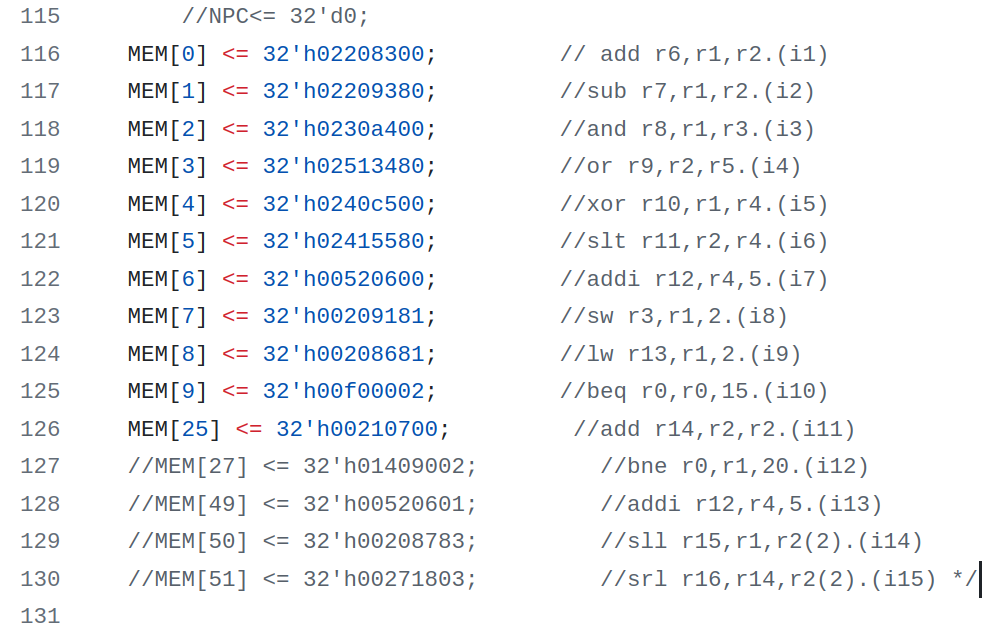 115         //NPC<= 32'd0;
116     MEM[0] <= 32'h02208300;         // add r6,r1,r2.(i1)
117     MEM[1] <= 32'h02209380;         //sub r7,r1,r2.(i2)
118     MEM[2] <= 32'h0230a400;         //and r8,r1,r3.(i3)
119     MEM[3] <= 32'h02513480;         //or r9,r2,r5.(i4)
120     MEM[4] <= 32'h0240c500;         //xor r10,r1,r4.(i5)
121     MEM[5] <= 32'h02415580;         //slt r11,r2,r4.(i6)
122     MEM[6] <= 32'h00520600;         //addi r12,r4,5.(i7)
123     MEM[7] <= 32'h00209181;         //sw r3,r1,2.(i8)
124     MEM[8] <= 32'h00208681;         //lw r13,r1,2.(i9)
125     MEM[9] <= 32'h00f00002;         //beq r0,r0,15.(i10)
126     MEM[25] <= 32'h00210700;         //add r14,r2,r2.(i11)
127     //MEM[27] <= 32'h01409002;         //bne r0,r1,20.(i12)
128     //MEM[49] <= 32'h00520601;         //addi r12,r4,5.(i13)
129     //MEM[50] <= 32'h00208783;         //sll r15,r1,r2(2).(i14)
130     //MEM[51] <= 32'h00271803;         //srl r16,r14,r2(2).(i15) */
131